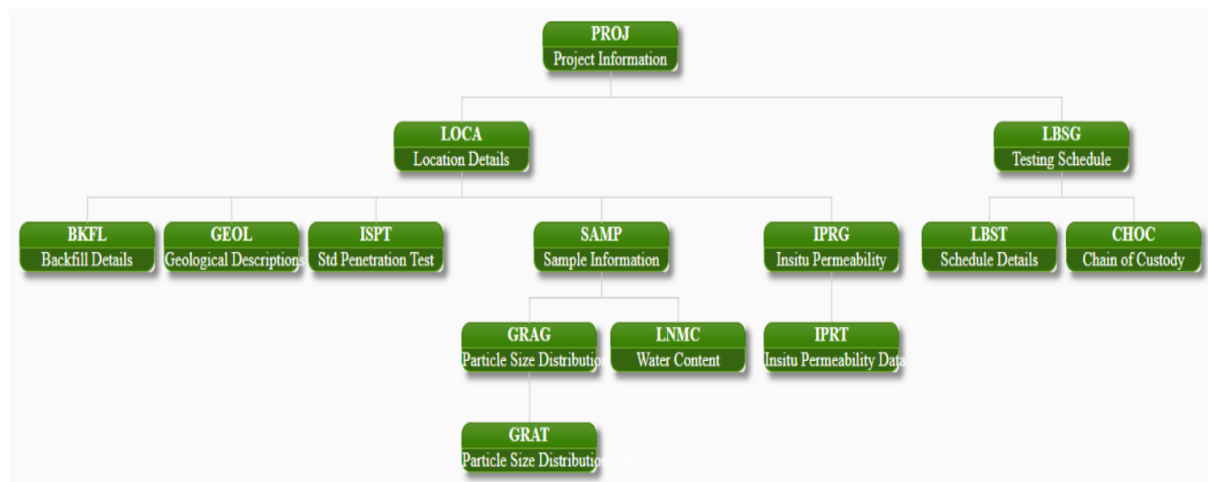 PROJ
Project Information
LOCA
Location Details
LBSG
Testing Schedule
BKFL
Backfill Details
GEOL
Geological Descriptions
ISPT
Std Penetration Test
SAMP
Sample Information
IPRG
Insitu Permeability
LBST
Schedule Details
CHOC
Chain of Custody
GRAG
Particle Size Distribution
LNMC
Water Content
IPRT
Insitu Permeability Data
GRAT
Particle Size Distribution